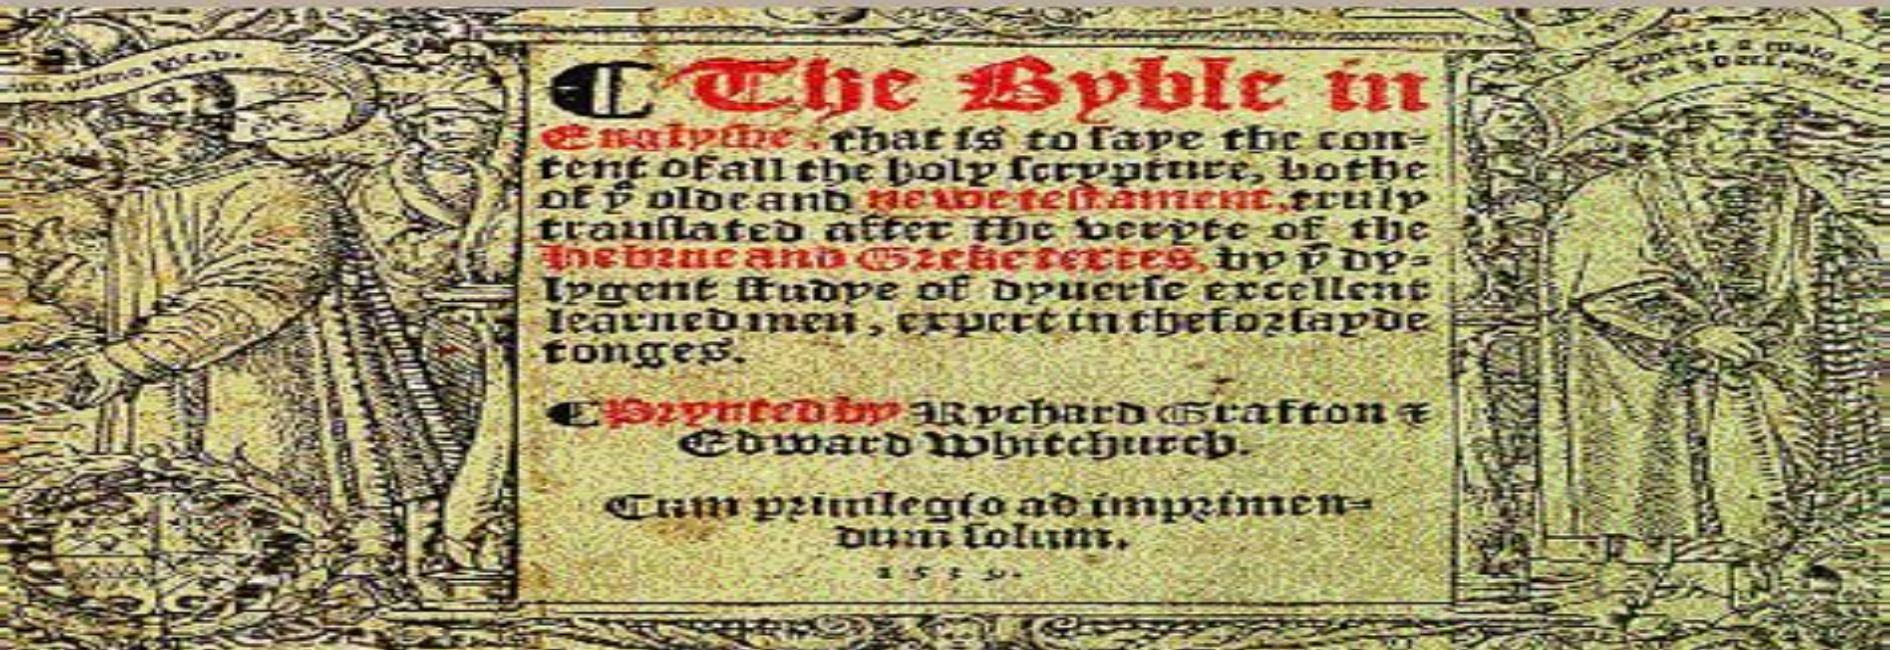 ¶ The Byble in
Englyshe, that is to saye the con-
tent of all the holy scrypture, bothe
of yͤ olde and newe testament, truly
translated after the veryte of the
Hebrue and Greke textes, by yͤ dy-
lygent studye of dyuerse excellent
learned men, expert in the forsayde
tonges.
¶ Prynted by Rychard Grafton &
Edward Whitchurch.
Cum priuilegio ad imprimen-
dum solum.
1539.